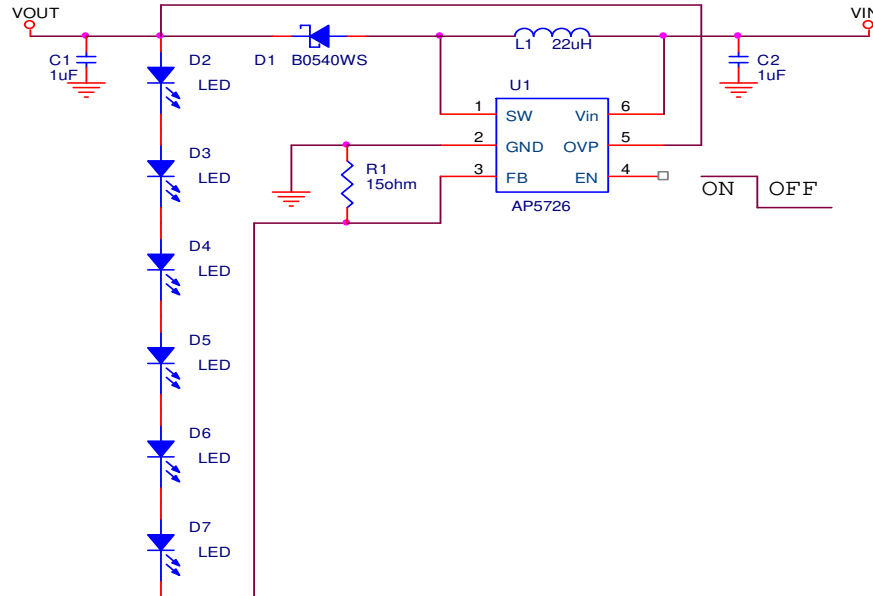 VOUT
VIN
C1
1uF
D2
LED
D1
B0540WS
L1
22uH
C2
1uF
U1
1
SW
Vin
6
2
GND
OVP
5
3
FB
EN
4
AP5726
R1
15ohm
ON
OFF
D3
LED
D4
LED
D5
LED
D6
LED
D7
LED